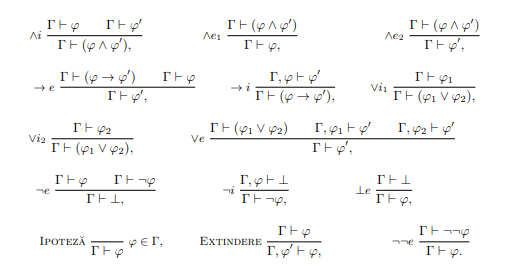 ∧i Γ ⊢ φ Γ ⊢ φ′ / Γ ⊢ (φ ∧ φ′), ∧e₁ Γ ⊢ (φ ∧ φ′) / Γ ⊢ φ, ∧e₂ Γ ⊢ (φ ∧ φ′) / Γ ⊢ φ′,
→ e Γ ⊢ (φ → φ′) Γ ⊢ φ / Γ ⊢ φ′, → i Γ, φ ⊢ φ′ / Γ ⊢ (φ → φ′), ∨i₁ Γ ⊢ φ₁ / Γ ⊢ (φ₁ ∨ φ₂),
∨i₂ Γ ⊢ φ₂ / Γ ⊢ (φ₁ ∨ φ₂), ∨e Γ ⊢ (φ₁ ∨ φ₂) Γ, φ₁ ⊢ φ′ Γ, φ₂ ⊢ φ′ / Γ ⊢ φ′,
¬e Γ ⊢ φ Γ ⊢ ¬φ / Γ ⊢ ⊥, ¬i Γ, φ ⊢ ⊥ / Γ ⊢ ¬φ, ⊥e Γ ⊢ ⊥ / Γ ⊢ φ,
IPOTEZĂ / Γ ⊢ φ φ ∈ Γ, EXTINDERE Γ ⊢ φ / Γ, φ′ ⊢ φ, ¬¬e Γ ⊢ ¬¬φ / Γ ⊢ φ.